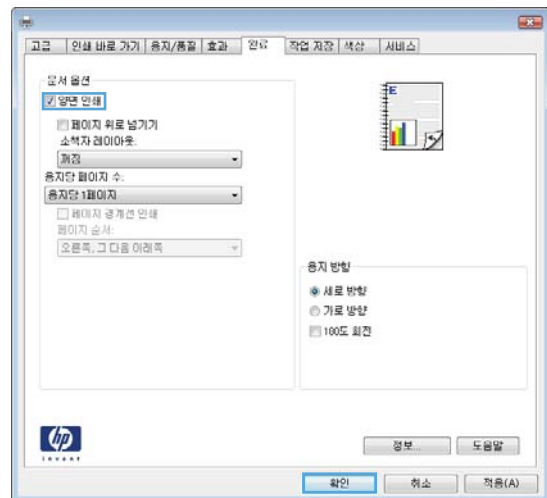 고급 인쇄 바로 가기 용지/품질 효과 완료 작업 저장 색상 서비스
문서 옵션
양면 인쇄
페이지 위로 넘기기
소책자 레이아웃:
꺼짐
용지당 페이지 수:
용지당 1페이지
페이지 경계선 인쇄
페이지 순서:
오른쪽, 그 다음 아래쪽
E
용지 방향
세로 방향
가로 방향
180도 회전
hp
invent
정보... 도움말
확인 취소 적용(A)